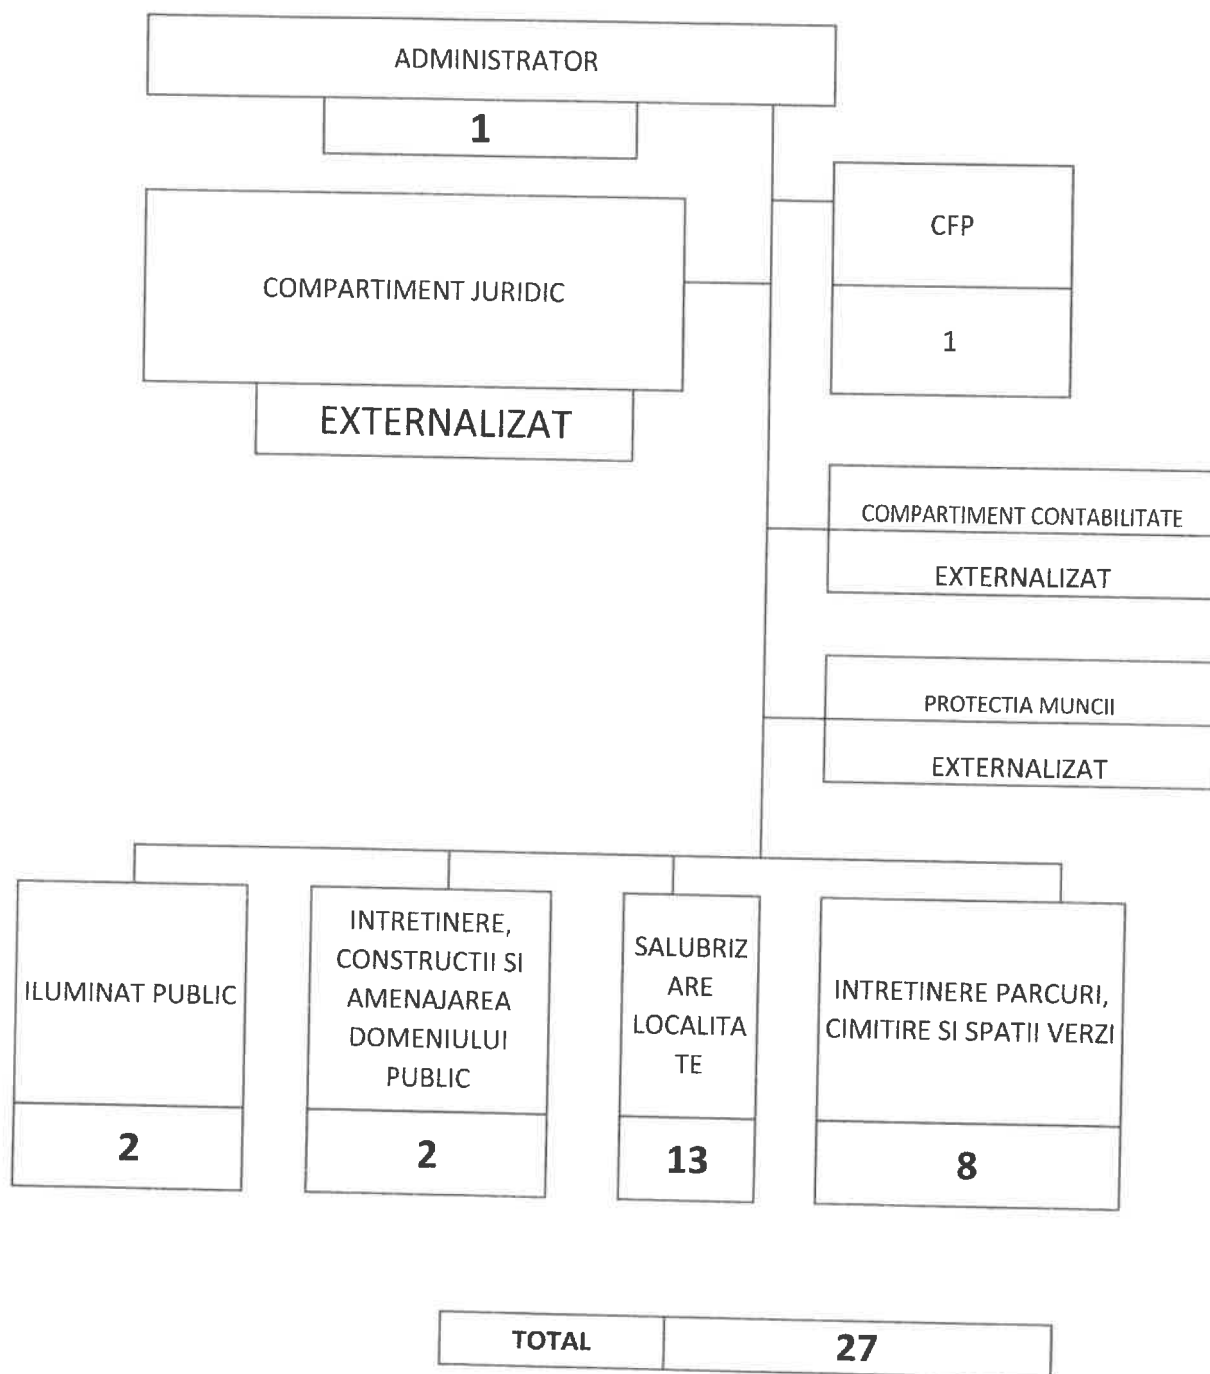 ADMINISTRATOR
1
CFP
1
COMPARTIMENT JURIDIC
EXTERNALIZAT
COMPARTIMENT CONTABILITATE
EXTERNALIZAT
PROTECTIA MUNCII
EXTERNALIZAT
ILUMINAT PUBLIC
2
INTRETINERE,
CONSTRUCTII SI
AMENAJAREA
DOMENIULUI
PUBLIC
2
SALUBRIZ
ARE
LOCALITA
TE
13
INTRETINERE PARCURI,
CIMITIRE SI SPATII VERZI
8
TOTAL 27